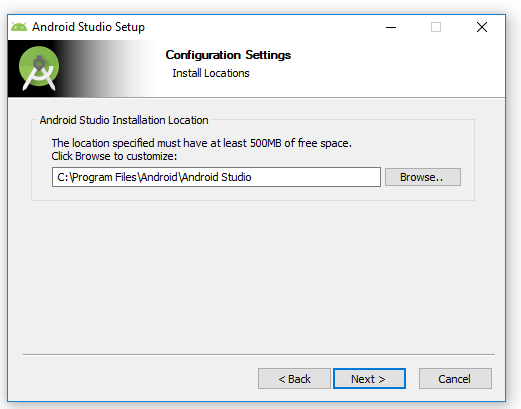 Android Studio Setup
Configuration Settings
Install Locations
Android Studio Installation Location
The location specified must have at least 500MB of free space.
Click Browse to customize:
C:\Program Files\Android\Android Studio
Browse..
< Back
Next >
Cancel